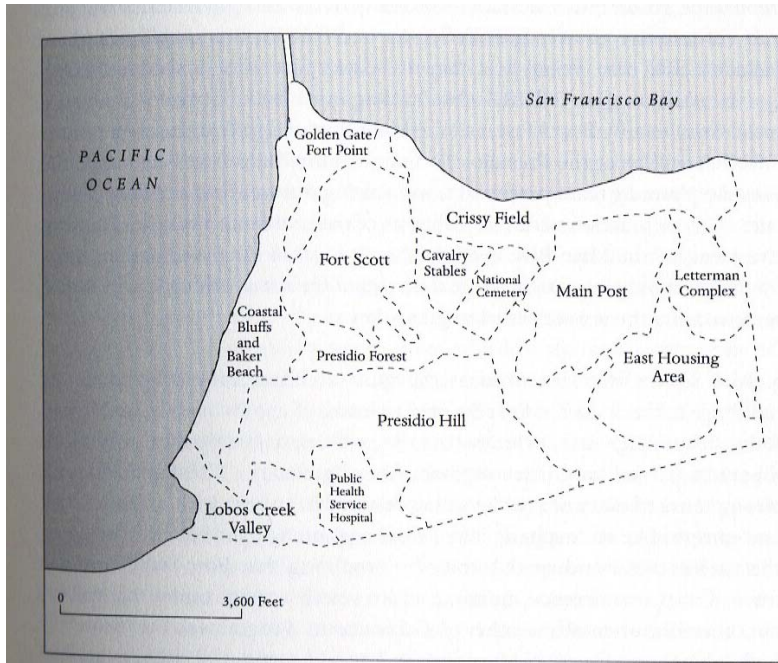 San Francisco Bay
PACIFIC
OCEAN
Golden Gate/
Fort Point
Crissy Field
Fort Scott
Cavalry
Stables
National
Cemetery
Main Post
Letterman
Complex
Coastal
Bluffs
and
Baker
Beach
Presidio Forest
East Housing
Area
Presidio Hill
Public
Health
Service
Hospital
Lobos Creek
Valley
0
3,600 Feet